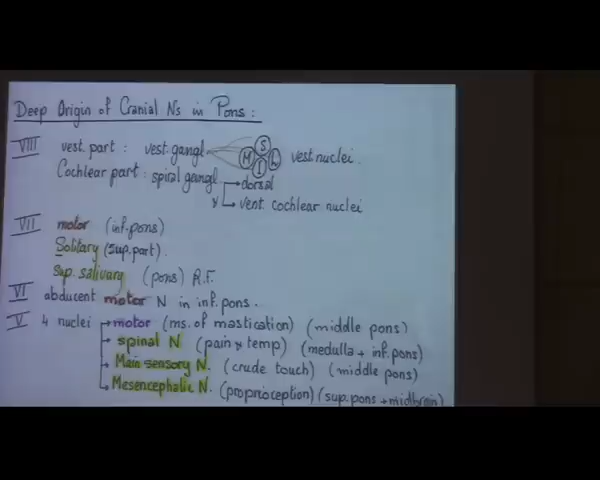 Deep Origin of Cranial Ns in Pons :
VIII vest. part : vest. gangl S M L I vest. nuclei.
Cochlear part : spiral gangl dorsal
& vent. cochlear nuclei
VII motor (inf. pons)
Solitary (sup. part).
Sup. salivary (pons) R.F.
VI abducent motor N in inf. pons.
V 4 nuclei motor (ms. of mastication) (middle pons)
spinal N (pain & temp) (medulla + inf. pons)
Main sensory N. (crude touch) (middle pons)
Mesencephalic N. (proprioception) (sup. pons + midbrain)